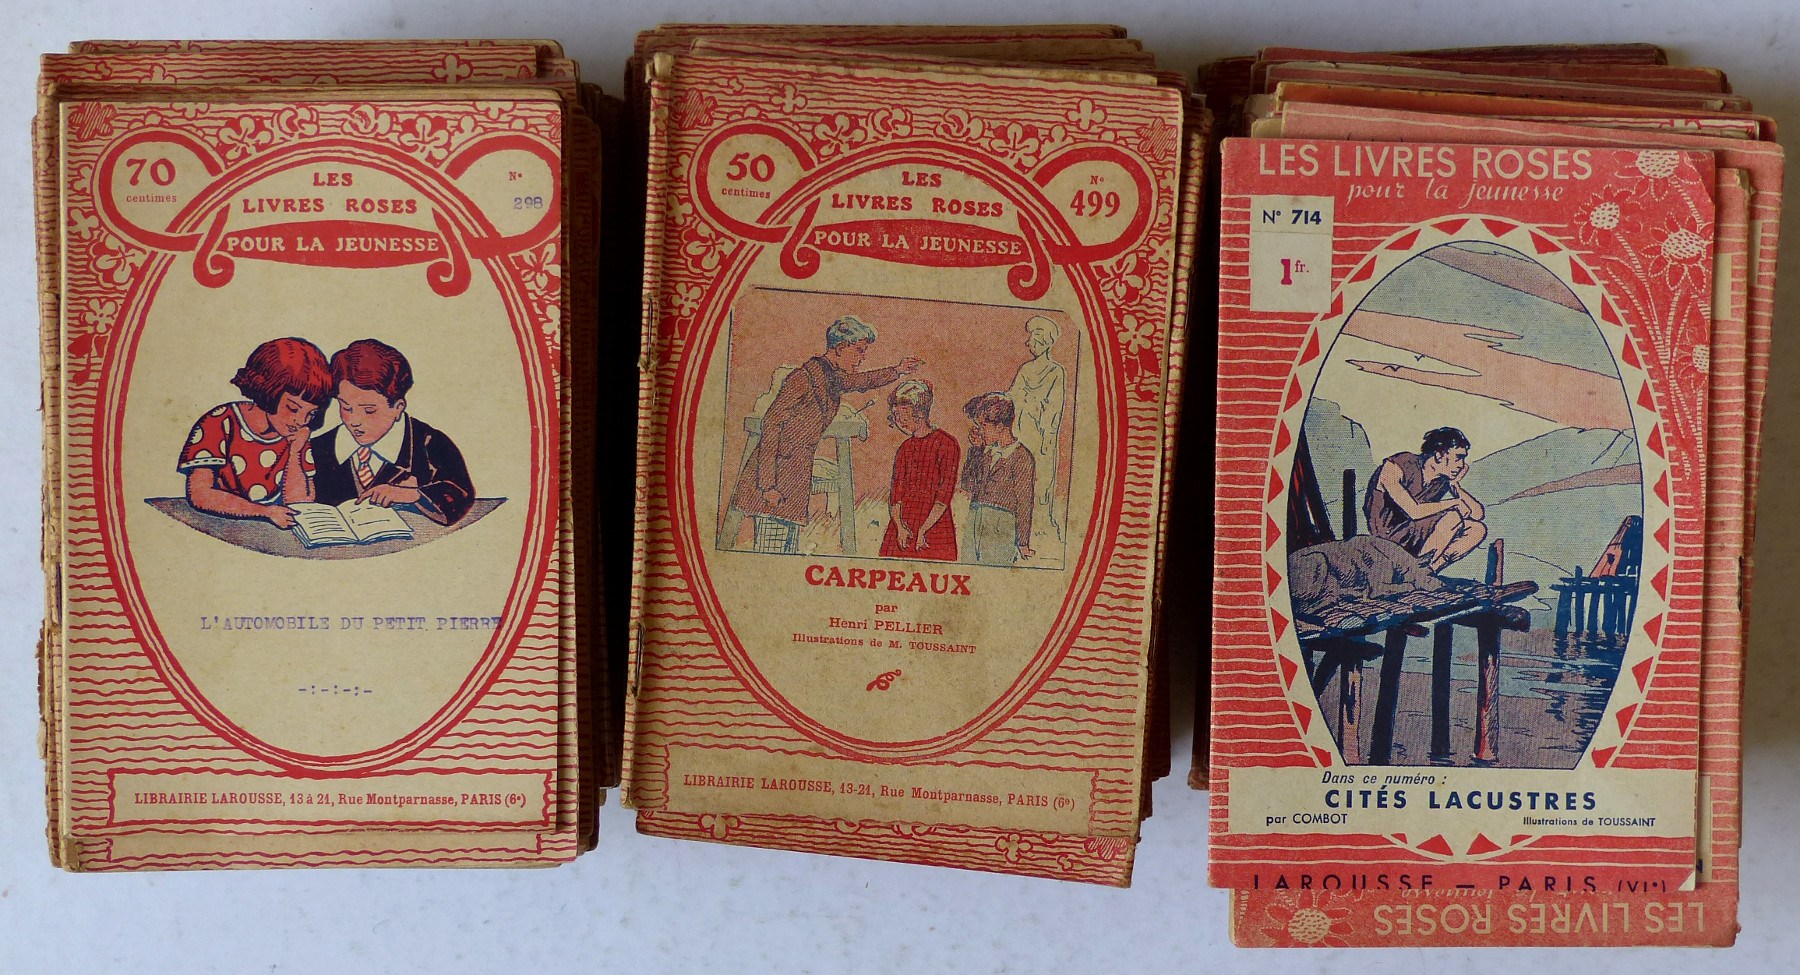 70
centimes
N°
298
LES
LIVRES ROSES
POUR LA JEUNESSE
L'AUTOMOBILE DU PETIT PIERRE
-:-:-:-
LIBRAIRIE LAROUSSE, 13 à 21, Rue Montparnasse, PARIS (6e)
50
centimes
N°
499
LES
LIVRES ROSES
POUR LA JEUNESSE
CARPEAUX
par
Henri PELLIER
Illustrations de M. TOUSSAINT
LIBRAIRIE LAROUSSE, 13-21, Rue Montparnasse, PARIS (6e)
LES LIVRES ROSES
pour la jeunesse
N° 714
1 fr.
Dans ce numéro :
CITÉS LACUSTRES
par COMBOT
Illustrations de TOUSSAINT
LAROUSSE — PARIS (VIe)
LES LIVRES ROSES